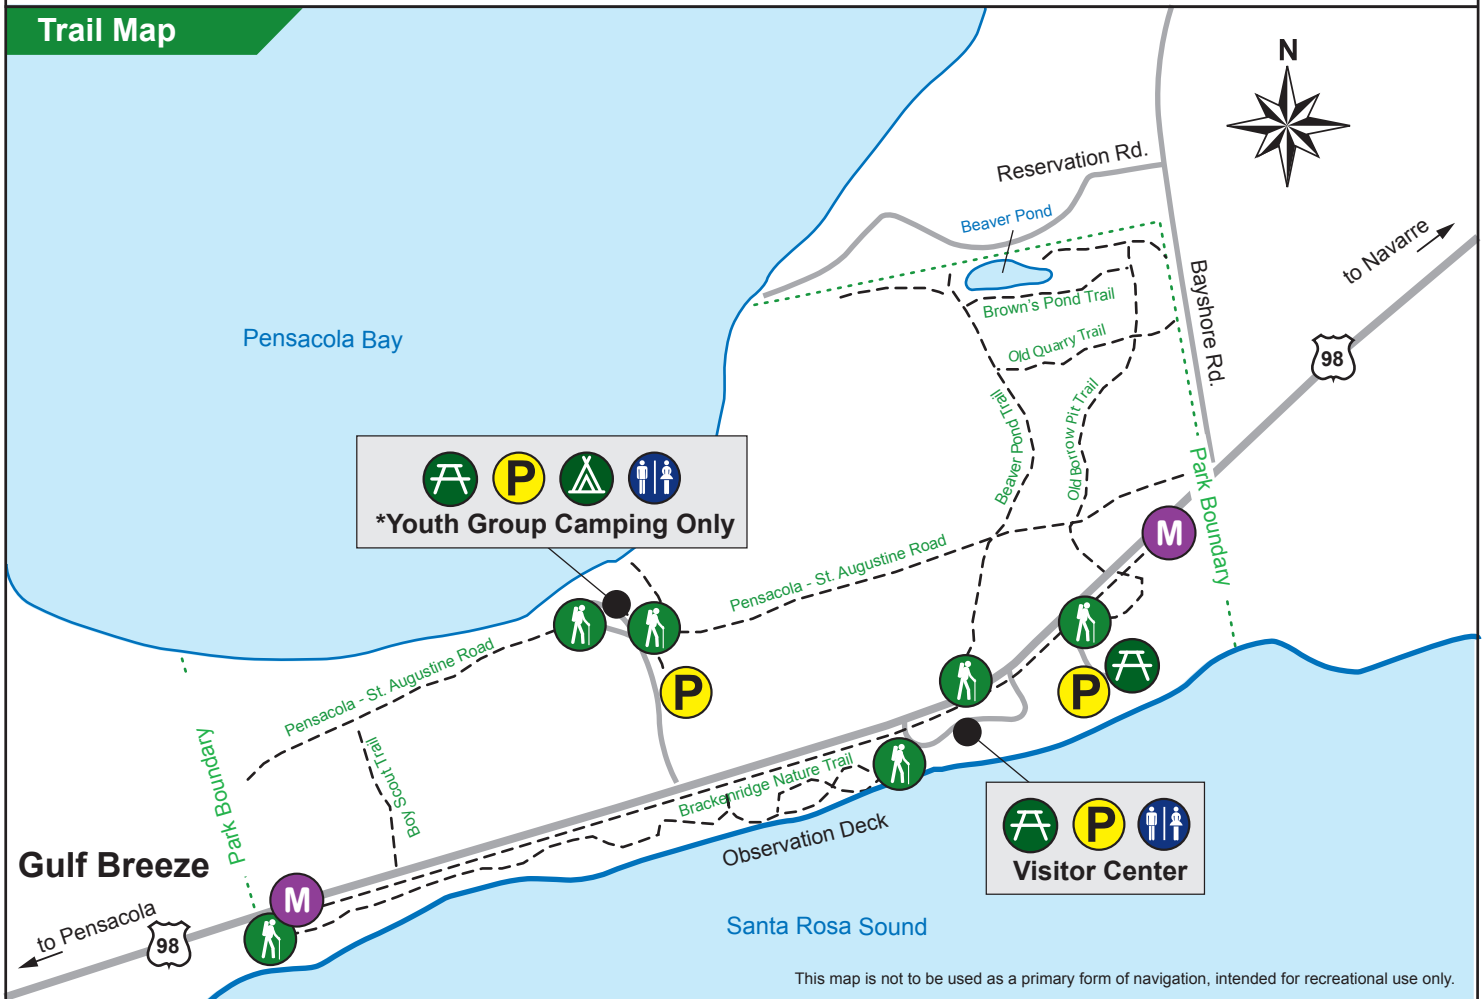 Trail Map
N
Reservation Rd.
Beaver Pond
to Navarre
Bayshore Rd.
Brown's Pond Trail
Pensacola Bay
Old Quarry Trail
98
Beaver Pond Trail
Old Borrow Pit Trail
P
*Youth Group Camping Only
Park Boundary
M
Pensacola - St. Augustine Road
Pensacola - St. Augustine Road
P
P
Park Boundary
Boy Scout Trail
Brackenridge Nature Trail
Observation Deck
P
Visitor Center
Gulf Breeze
M
to Pensacola
98
Santa Rosa Sound
This map is not to be used as a primary form of navigation, intended for recreational use only.